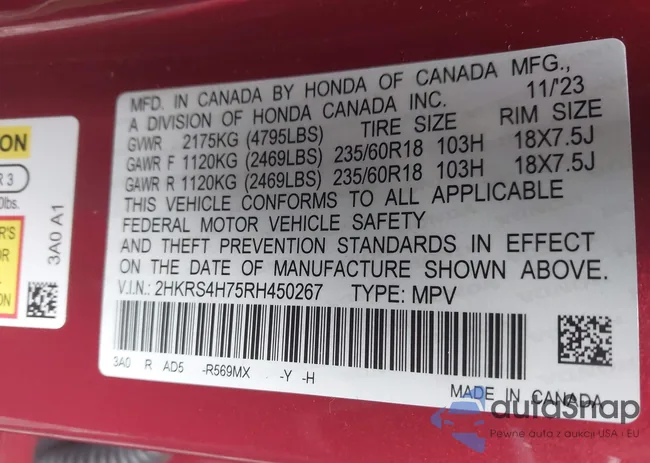 MFD. IN CANADA BY HONDA OF CANADA MFG.,
A DIVISION OF HONDA CANADA INC. 11/'23
GVWR 2175KG (4795LBS) TIRE SIZE RIM SIZE
GAWR F 1120KG (2469LBS) 235/60R18 103H 18X7.5J
GAWR R 1120KG (2469LBS) 235/60R18 103H 18X7.5J
THIS VEHICLE CONFORMS TO ALL APPLICABLE
FEDERAL MOTOR VEHICLE SAFETY
AND THEFT PREVENTION STANDARDS IN EFFECT
ON THE DATE OF MANUFACTURE SHOWN ABOVE.
V.I.N.: 2HKRS4H75RH450267 TYPE: MPV
3A0 R AD5 -R569MX -Y -H
MADE IN CANADA
ON
R 3
0lbs.
R'S
3A0 A1
autoSnap
Pewne auta z aukcji USA i EU